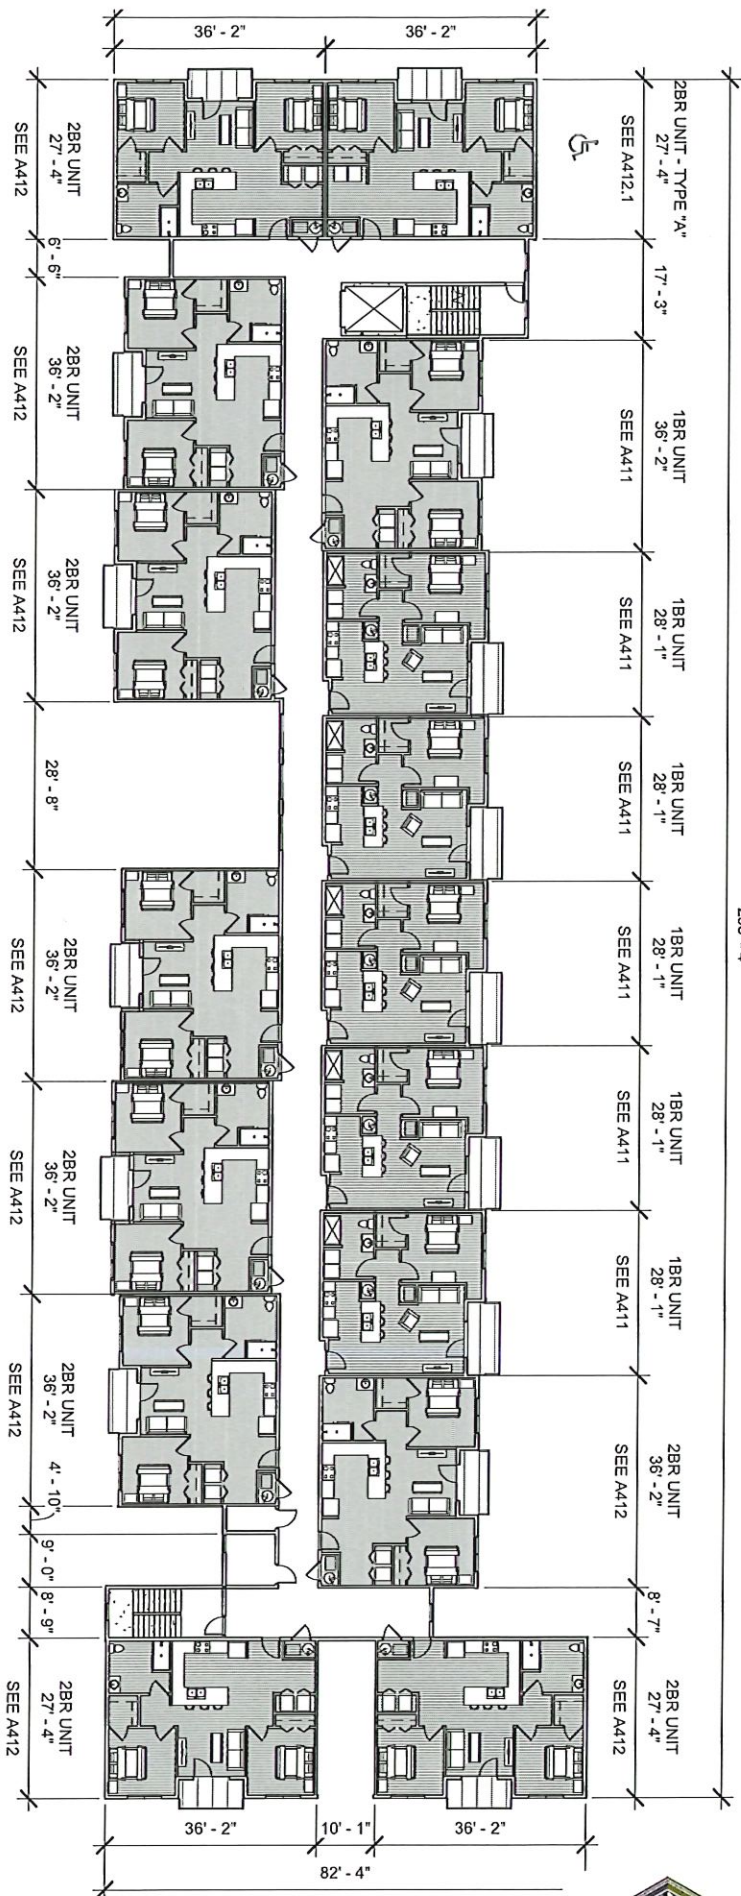 36' - 2"
36' - 2"
2BR UNIT - TYPE "A"
27' - 4"
SEE A412.1
17' - 3"
1BR UNIT
36' - 2"
SEE A411
1BR UNIT
28' - 1"
SEE A411
1BR UNIT
28' - 1"
SEE A411
1BR UNIT
28' - 1"
SEE A411
1BR UNIT
28' - 1"
SEE A411
1BR UNIT
28' - 1"
SEE A411
2BR UNIT
36' - 2"
SEE A412
8' - 7"
2BR UNIT
27' - 4"
SEE A412
2BR UNIT
27' - 4"
SEE A412
6' - 6"
2BR UNIT
36' - 2"
SEE A412
2BR UNIT
36' - 2"
SEE A412
28' - 8"
2BR UNIT
36' - 2"
SEE A412
2BR UNIT
36' - 2"
SEE A412
2BR UNIT
36' - 2"
SEE A412
4' - 10"
9' - 0"
8' - 9"
2BR UNIT
27' - 4"
SEE A412
36' - 2"
10' - 1"
36' - 2"
82' - 4"